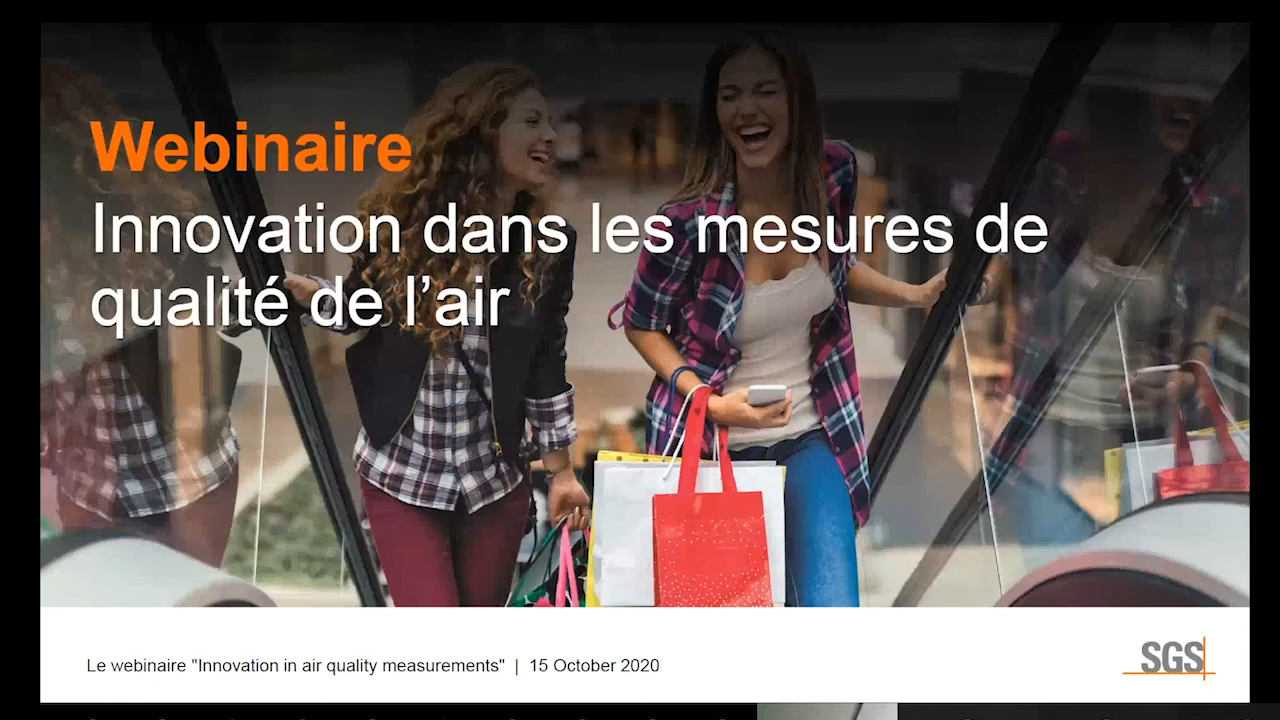 Webinaire
Innovation dans les mesures de
qualité de l’air
Le webinaire "Innovation in air quality measurements" | 15 October 2020
SGS